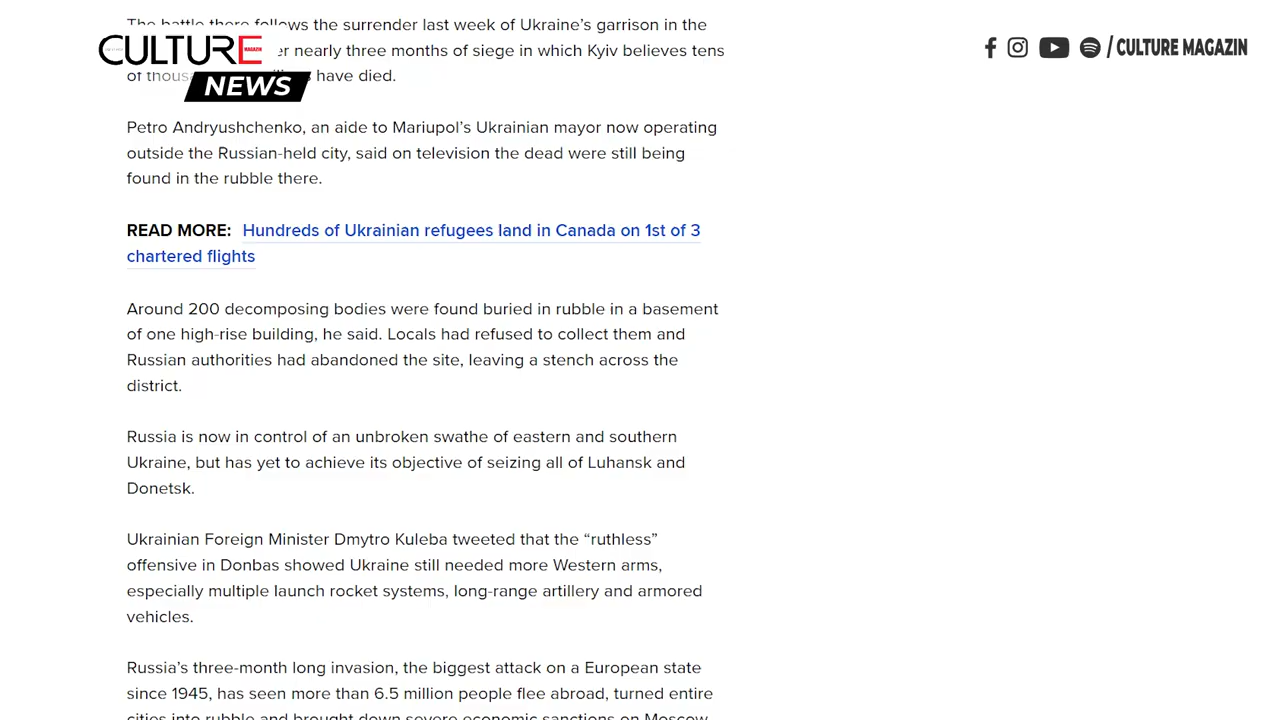 The battle there follows the surrender last week of Ukraine’s garrison in the
CULTURE
MAGAZIN
NEWS
/ CULTURE MAGAZIN
nearly three months of siege in which Kyiv believes tens
of have died.
Petro Andryushchenko, an aide to Mariupol’s Ukrainian mayor now operating
outside the Russian-held city, said on television the dead were still being
found in the rubble there.
READ MORE: Hundreds of Ukrainian refugees land in Canada on 1st of 3
chartered flights
Around 200 decomposing bodies were found buried in rubble in a basement
of one high-rise building, he said. Locals had refused to collect them and
Russian authorities had abandoned the site, leaving a stench across the
district.
Russia is now in control of an unbroken swathe of eastern and southern
Ukraine, but has yet to achieve its objective of seizing all of Luhansk and
Donetsk.
Ukrainian Foreign Minister Dmytro Kuleba tweeted that the “ruthless”
offensive in Donbas showed Ukraine still needed more Western arms,
especially multiple launch rocket systems, long-range artillery and armored
vehicles.
Russia’s three-month long invasion, the biggest attack on a European state
since 1945, has seen more than 6.5 million people flee abroad, turned entire
cities into rubble and brought down severe economic sanctions on Moscow